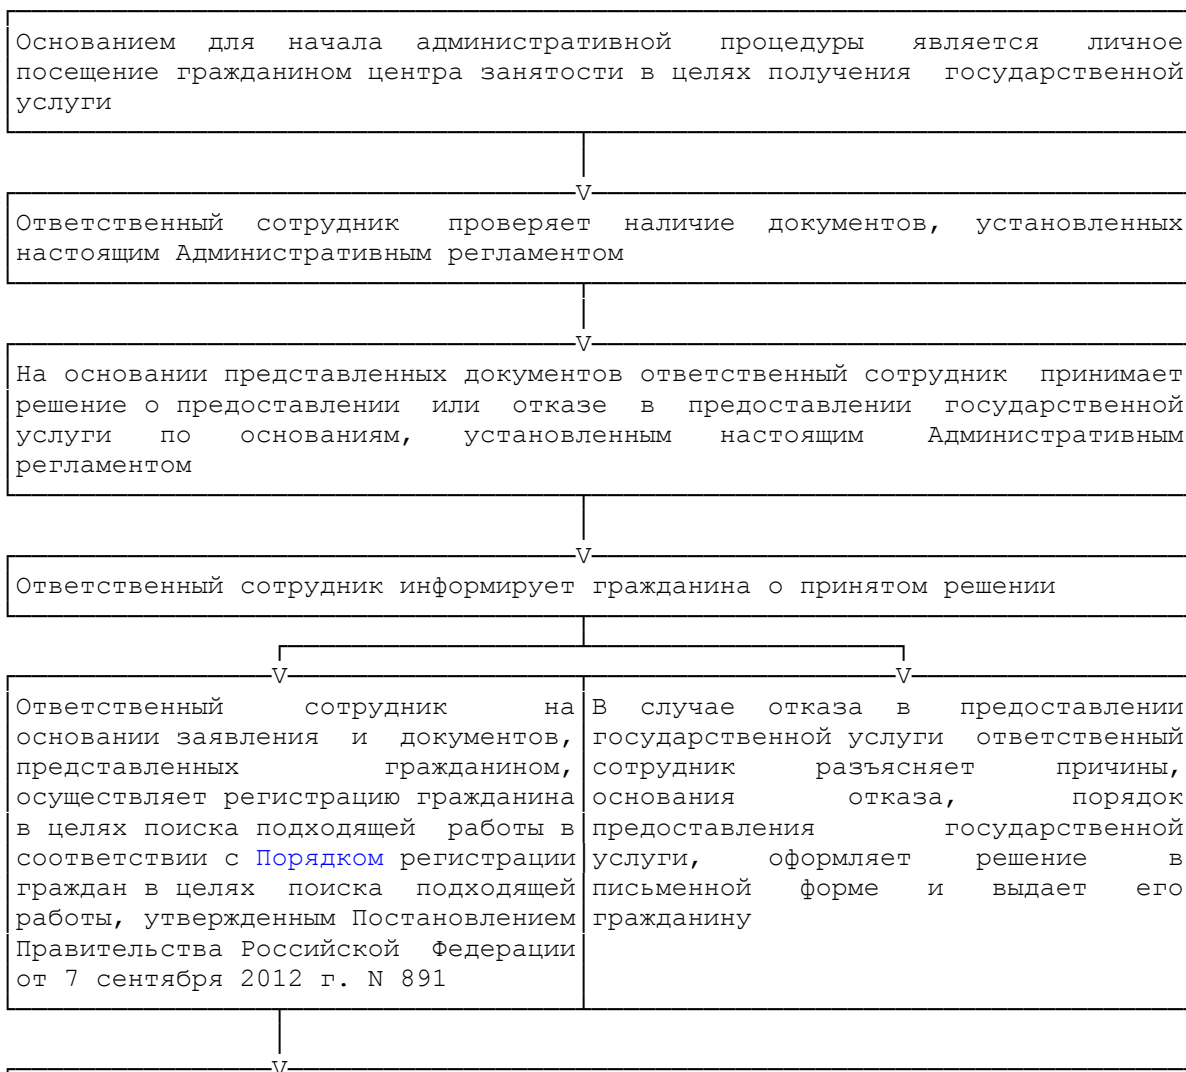 Основанием для начала административной процедуры является личное
посещение гражданином центра занятости в целях получения государственной
услуги
V
Ответственный сотрудник проверяет наличие документов, установленных
настоящим Административным регламентом
V
На основании представленных документов ответственный сотрудник принимает
решение о предоставлении или отказе в предоставлении государственной
услуги по основаниям, установленным настоящим Административным
регламентом
V
Ответственный сотрудник информирует гражданина о принятом решении
V V
Ответственный сотрудник на
основании заявления и документов,
представленных гражданином,
осуществляет регистрацию гражданина
в целях поиска подходящей работы в
соответствии с Порядком регистрации
граждан в целях поиска подходящей
работы, утвержденным Постановлением
Правительства Российской Федерации
от 7 сентября 2012 г. N 891
В случае отказа в предоставлении
государственной услуги ответственный
сотрудник разъясняет причины,
основания отказа, порядок
предоставления государственной
услуги, оформляет решение в
письменной форме и выдает его
гражданину
V